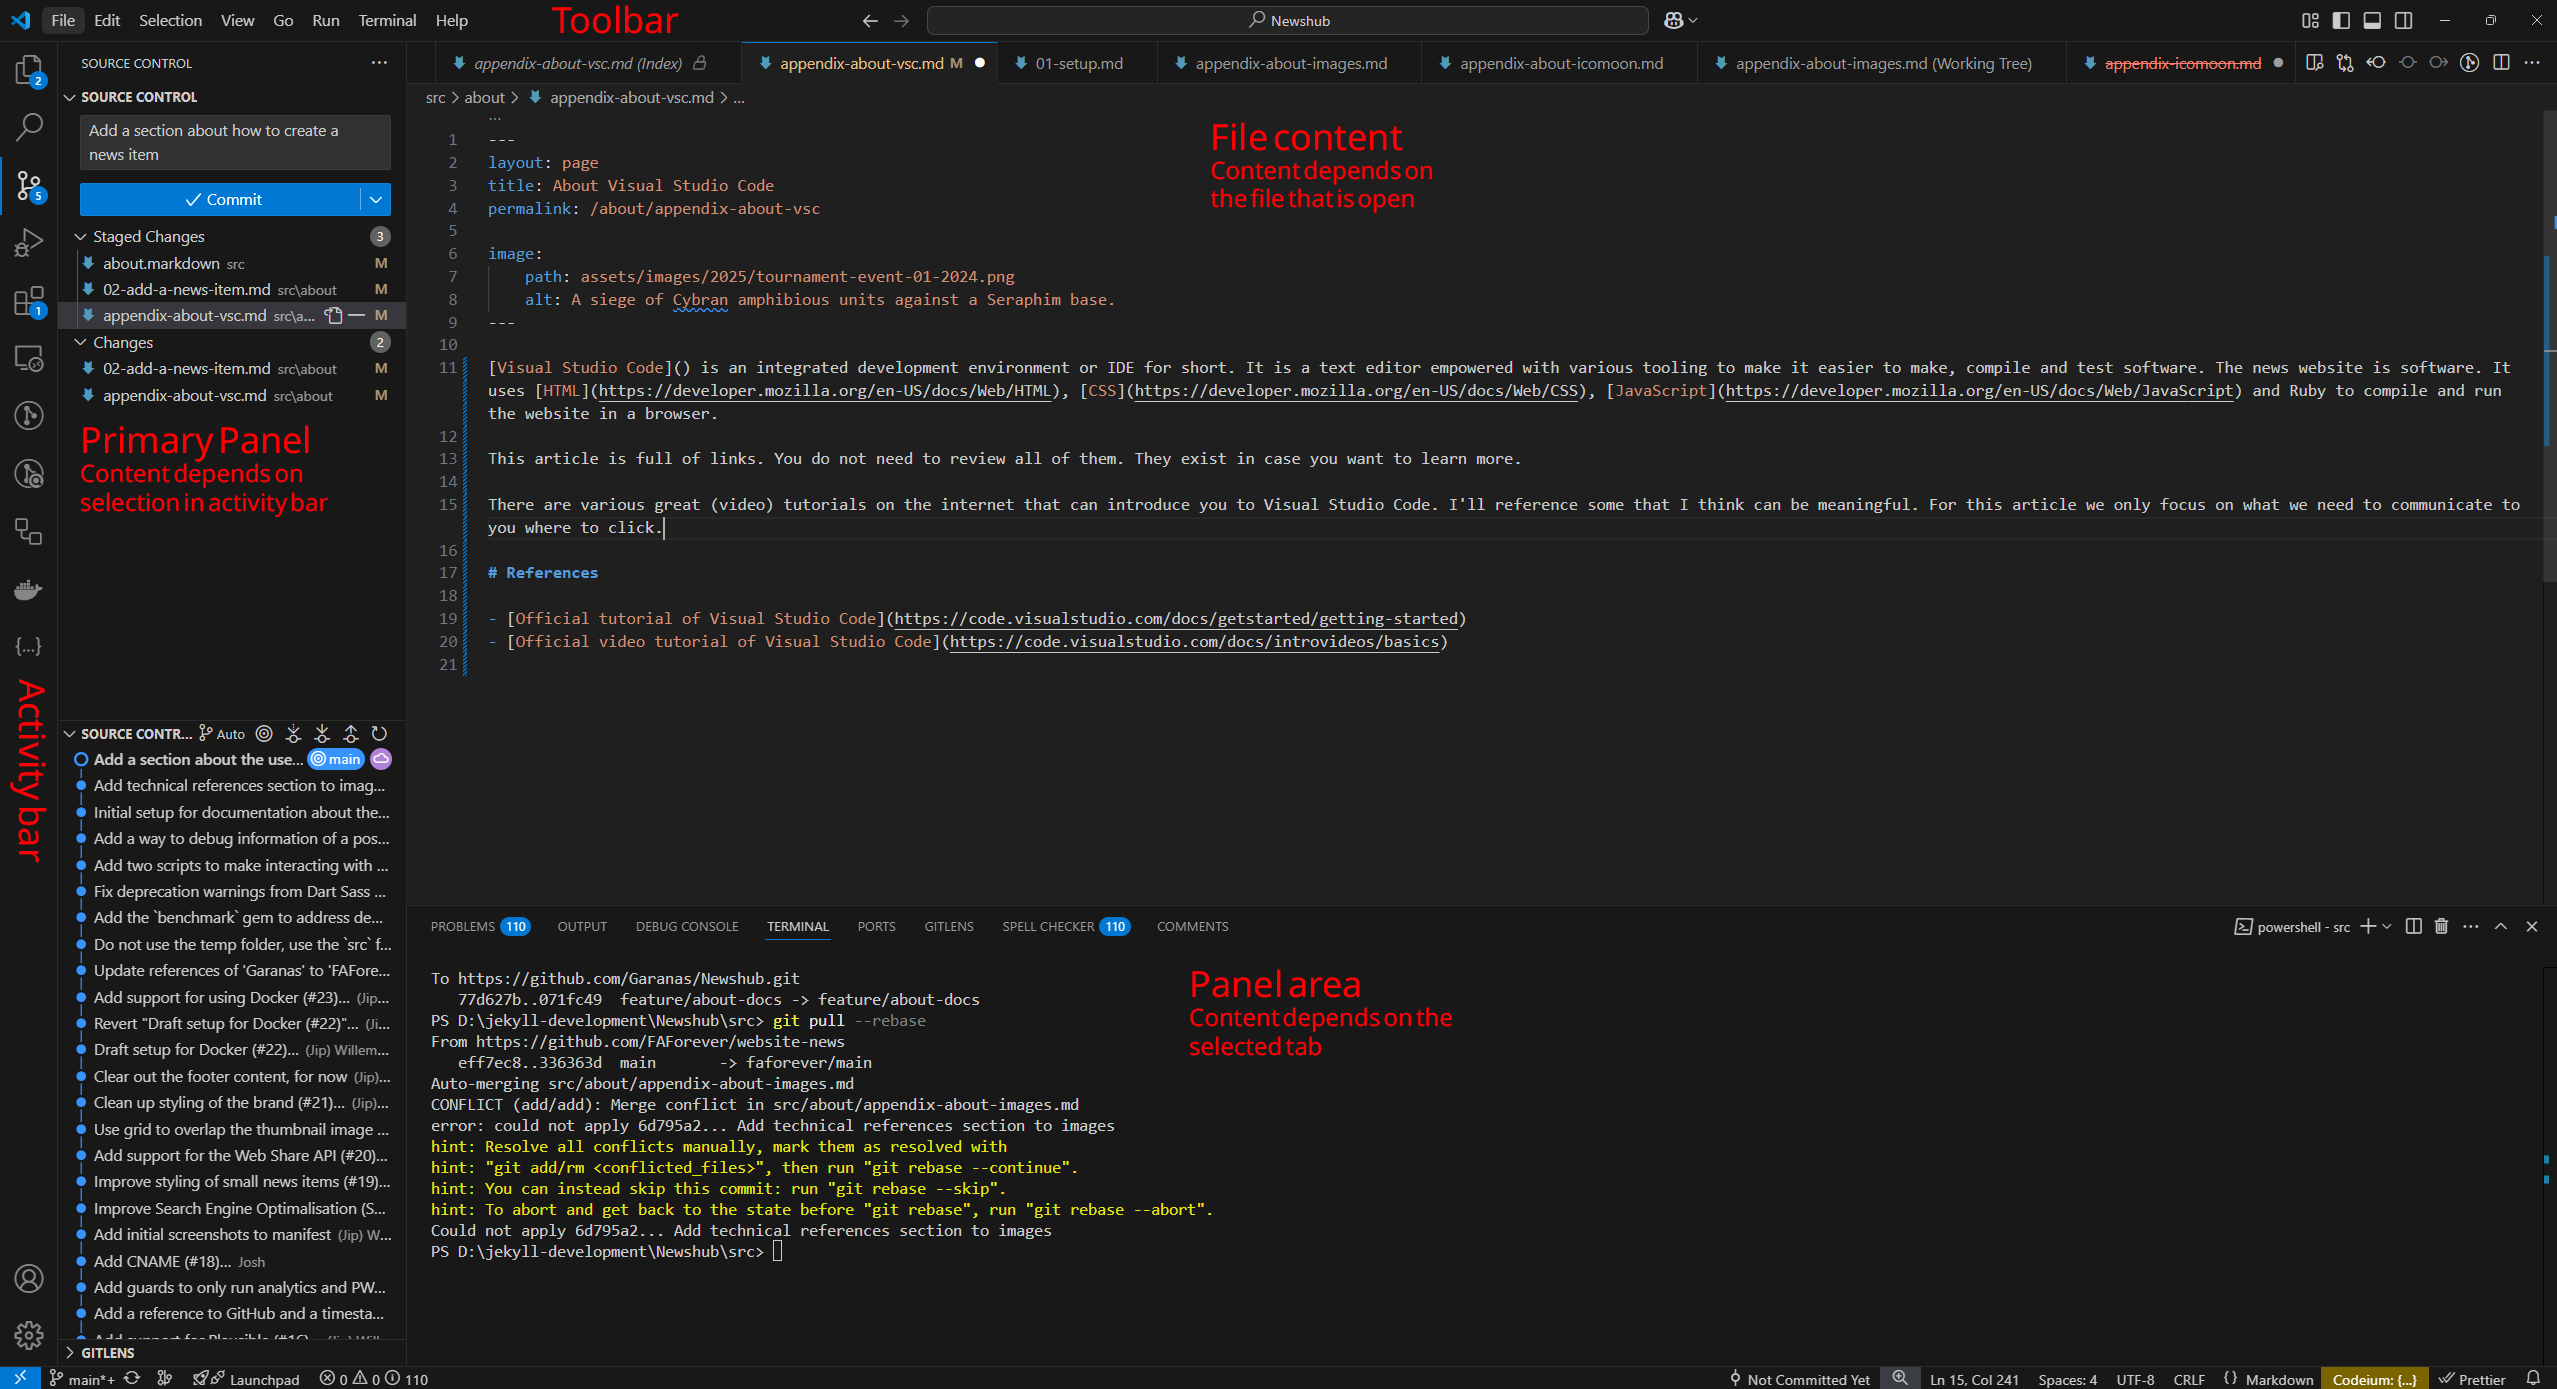 File Edit Selection View Go Run Terminal Help
Toolbar
Newshub
2
5
1
Activity bar
SOURCE CONTROL
SOURCE CONTROL
Add a section about how to create a
news item
Commit
Staged Changes 3
about.markdown src M
02-add-a-news-item.md src\about M
appendix-about-vsc.md src\a... M
Changes 2
02-add-a-news-item.md src\about M
appendix-about-vsc.md src\about M
Primary Panel
Content depends on
selection in activity bar
SOURCE CONTR... Auto
Add a section about the use... main
Add technical references section to imag...
Initial setup for documentation about the...
Add a way to debug information of a pos...
Add two scripts to make interacting with ...
Fix deprecation warnings from Dart Sass ...
Add the `benchmark` gem to address de...
Do not use the temp folder, use the `src` f...
Update references of 'Garanas' to 'FAFore...
Add support for using Docker (#23)... (Jip...
Revert "Draft setup for Docker (#22)"... (Ji...
Draft setup for Docker (#22)... (Jip) Willem...
Clear out the footer content, for now (Jip)...
Clean up styling of the brand (#21)... (Jip)...
Use grid to overlap the thumbnail image ...
Add support for the Web Share API (#20)...
Improve styling of small news items (#19)...
Improve Search Engine Optimalisation (S...
Add initial screenshots to manifest (Jip) W...
Add CNAME (#18)... Josh
Add guards to only run analytics and PW...
Add a reference to GitHub and a timesta...
Add support for Plausible (#16)... (Jip) Will...
GITLENS
appendix-about-vsc.md (Index) appendix-about-vsc.md M 01-setup.md appendix-about-images.md appendix-about-icomoon.md appendix-about-images.md (Working Tree) appendix-icomoon.md
src > about > appendix-about-vsc.md > ...
...
1 ---
2 layout: page
3 title: About Visual Studio Code
4 permalink: /about/appendix-about-vsc
5
6 image:
7 path: assets/images/2025/tournament-event-01-2024.png
8 alt: A siege of Cybran amphibious units against a Seraphim base.
9 ---
10
11 [Visual Studio Code]() is an integrated development environment or IDE for short. It is a text editor empowered with various tooling to make it easier to make, compile and test software. The news website is software. It
uses [HTML](https://developer.mozilla.org/en-US/docs/Web/HTML), [CSS](https://developer.mozilla.org/en-US/docs/Web/CSS), [JavaScript](https://developer.mozilla.org/en-US/docs/Web/JavaScript) and Ruby to compile and run
the website in a browser.
12
13 This article is full of links. You do not need to review all of them. They exist in case you want to learn more.
14
15 There are various great (video) tutorials on the internet that can introduce you to Visual Studio Code. I'll reference some that I think can be meaningful. For this article we only focus on what we need to communicate to
you where to click.
16
17 # References
18
19 - [Official tutorial of Visual Studio Code](https://code.visualstudio.com/docs/getstarted/getting-started)
20 - [Official video tutorial of Visual Studio Code](https://code.visualstudio.com/docs/introvideos/basics)
21
File content
Content depends on
the file that is open
PROBLEMS 110 OUTPUT DEBUG CONSOLE TERMINAL PORTS GITLENS SPELL CHECKER 110 COMMENTS powershell - src
To https://github.com/Garanas/Newshub.git
77d627b..071fc49 feature/about-docs -> feature/about-docs
PS D:\jekyll-development\Newshub\src> git pull --rebase
From https://github.com/FAForever/website-news
eff7ec8..336363d main -> faforever/main
Auto-merging src/about/appendix-about-images.md
CONFLICT (add/add): Merge conflict in src/about/appendix-about-images.md
error: could not apply 6d795a2... Add technical references section to images
hint: Resolve all conflicts manually, mark them as resolved with
hint: "git add/rm <conflicted_files>", then run "git rebase --continue".
hint: You can instead skip this commit: run "git rebase --skip".
hint: To abort and get back to the state before "git rebase", run "git rebase --abort".
Could not apply 6d795a2... Add technical references section to images
PS D:\jekyll-development\Newshub\src>
Panel area
Content depends on the
selected tab
main*+ Launchpad 0 0 110 Not Committed Yet Ln 15, Col 241 Spaces: 4 UTF-8 CRLF {} Markdown Codeium: {...} Prettier